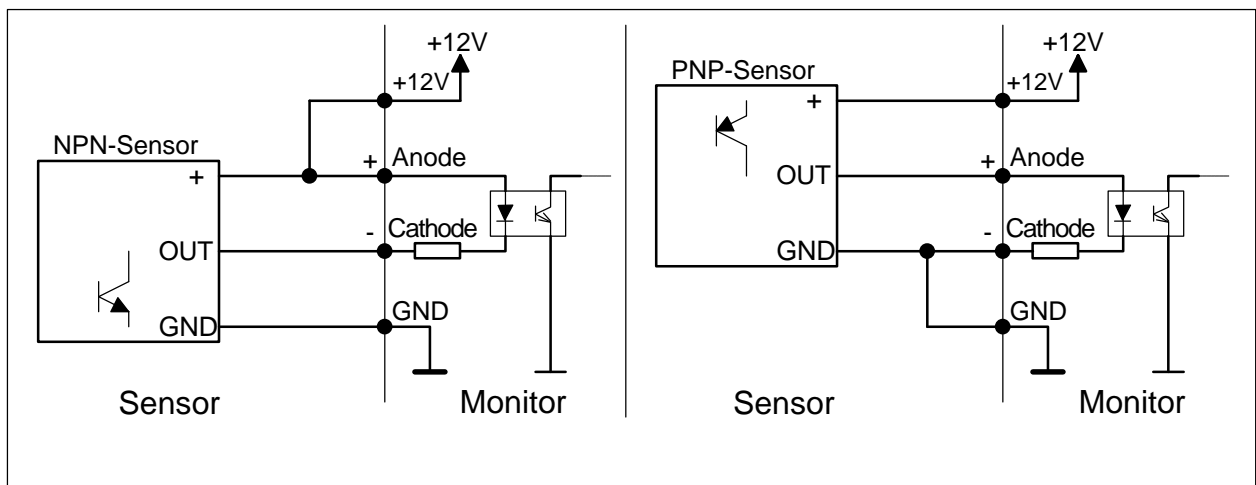 +12V
+12V
NPN-Sensor
+
+ Anode
OUT
- Cathode
GND
GND
Sensor
Monitor
+12V
PNP-Sensor
+12V
+
+ Anode
OUT
- Cathode
GND
GND
Sensor
Monitor